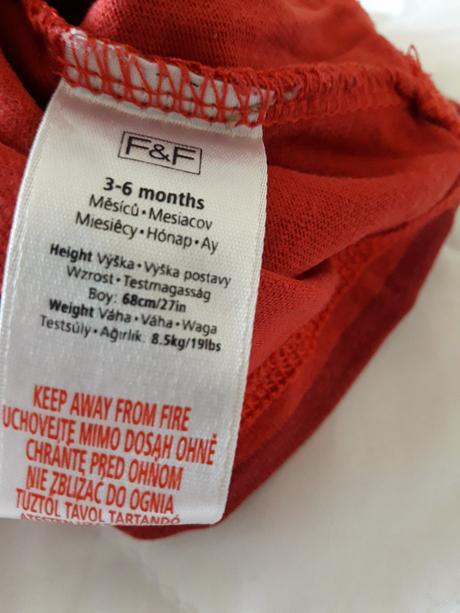 F&F
3-6 months
Měsíců • Mesiacov
Miesiêcy • Hónap • Ay
Height Výška • Výška postavy
Wzrost • Testmagasság
Boy: 68cm/27in
Weight Váha • Váha • Waga
Testsúly • Ağırlık: 8.5kg/19lbs
KEEP AWAY FROM FIRE
UCHOVEJTE MIMO DOSAH OHNĚ
CHRÁŇTE PRED OHŇOM
NIE ZBLIŻAĆ DO OGNIA
TŰZTŐL TÁVOL TARTANDÓ